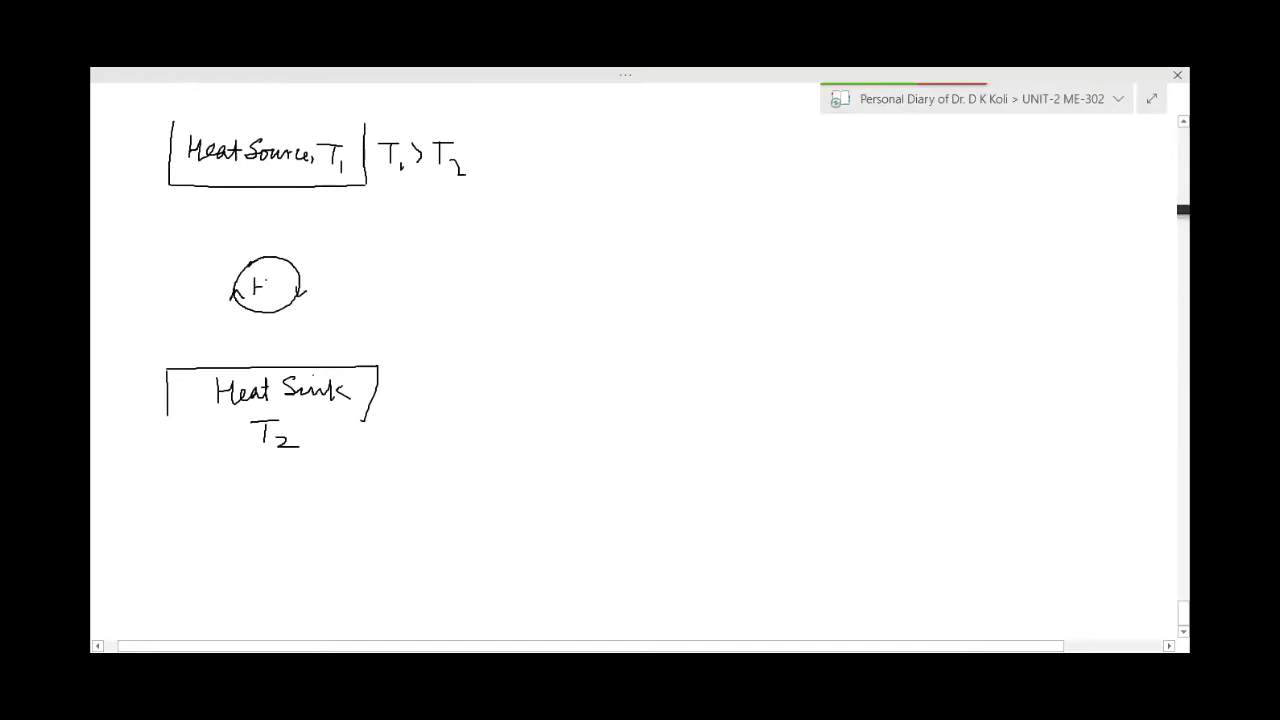 Personal Diary of Dr. D K Koli > UNIT-2 ME-302
Heat Source, T1 T1 > T2
Heat Sink
T2